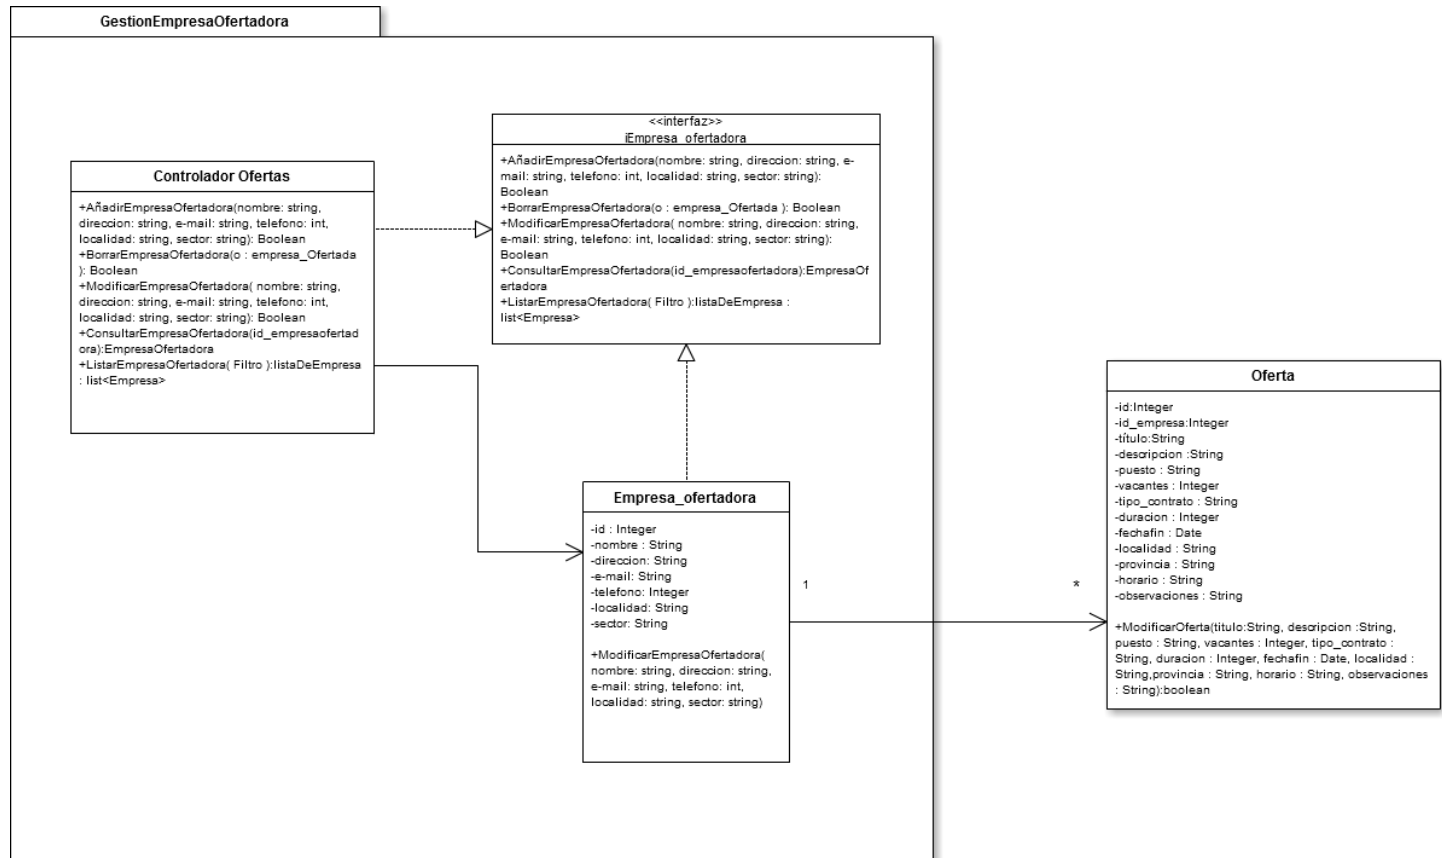 GestionEmpresaOfertadora
<<interfaz>>
iEmpresa_ofertadora
+AñadirEmpresaOfertadora(nombre: string, direccion: string, e-
mail: string, telefono: int, localidad: string, sector: string):
Boolean
+BorrarEmpresaOfertadora(o : empresa_Ofertada ): Boolean
+ModificarEmpresaOfertadora( nombre: string, direccion: string,
e-mail: string, telefono: int, localidad: string, sector: string):
Boolean
+ConsultarEmpresaOfertadora(id_empresaofertadora):EmpresaOf
ertadora
+ListarEmpresaOfertadora( Filtro ):listaDeEmpresa :
list<Empresa>
Controlador Ofertas
+AñadirEmpresaOfertadora(nombre: string,
direccion: string, e-mail: string, telefono: int,
localidad: string, sector: string): Boolean
+BorrarEmpresaOfertadora(o : empresa_Ofertada
): Boolean
+ModificarEmpresaOfertadora( nombre: string,
direccion: string, e-mail: string, telefono: int,
localidad: string, sector: string): Boolean
+ConsultarEmpresaOfertadora(id_empresaofertad
ora):EmpresaOfertadora
+ListarEmpresaOfertadora( Filtro ):listaDeEmpresa
: list<Empresa>
Empresa_ofertadora
-id : Integer
-nombre : String
-direccion: String
-e-mail: String
-telefono: Integer
-localidad: String
-sector: String
+ModificarEmpresaOfertadora(
nombre: string, direccion: string,
e-mail: string, telefono: int,
localidad: string, sector: string)
1
*
Oferta
-id:Integer
-id_empresa:Integer
-título:String
-descripcion :String
-puesto : String
-vacantes : Integer
-tipo_contrato : String
-duracion : Integer
-fechafin : Date
-localidad : String
-provincia : String
-horario : String
-observaciones : String
+ModificarOferta(titulo:String, descripcion :String,
puesto : String, vacantes : Integer, tipo_contrato :
String, duracion : Integer, fechafin : Date, localidad :
String,provincia : String, horario : String, observaciones
: String):boolean